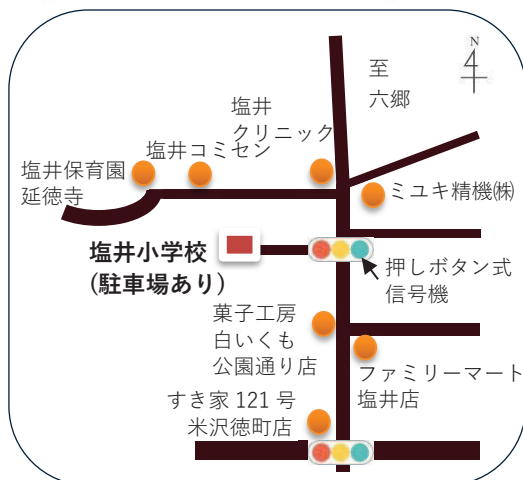 N
至
六郷
塩井
クリニック
塩井コミセン
塩井保育園
延徳寺
ミユキ精機㈱
塩井小学校
(駐車場あり)
押しボタン式
信号機
菓子工房
白いくも
公園通り店
ファミリーマート
塩井店
すき家 121 号
米沢徳町店